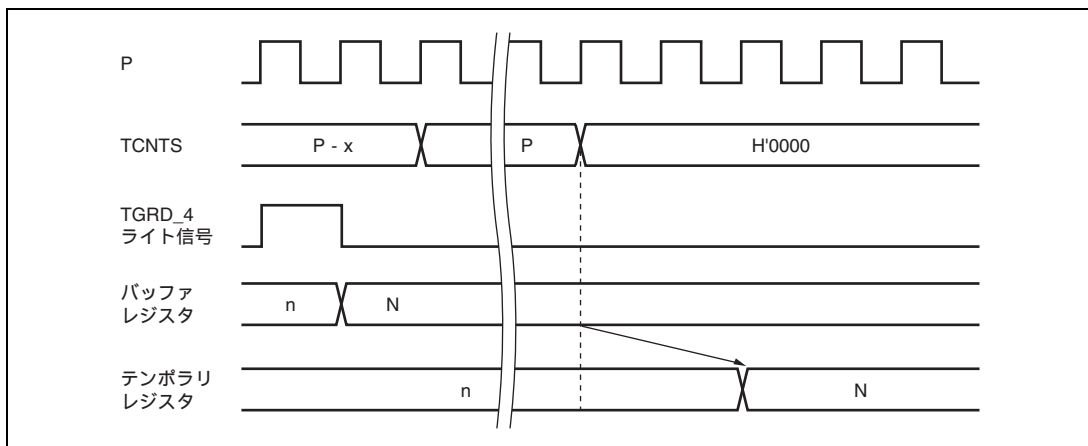 P
TCNTS
P - x
P
H'0000
TGRD_4
ライト信号
バッファ
レジスタ
n
N
テンポラリ
レジスタ
n
N